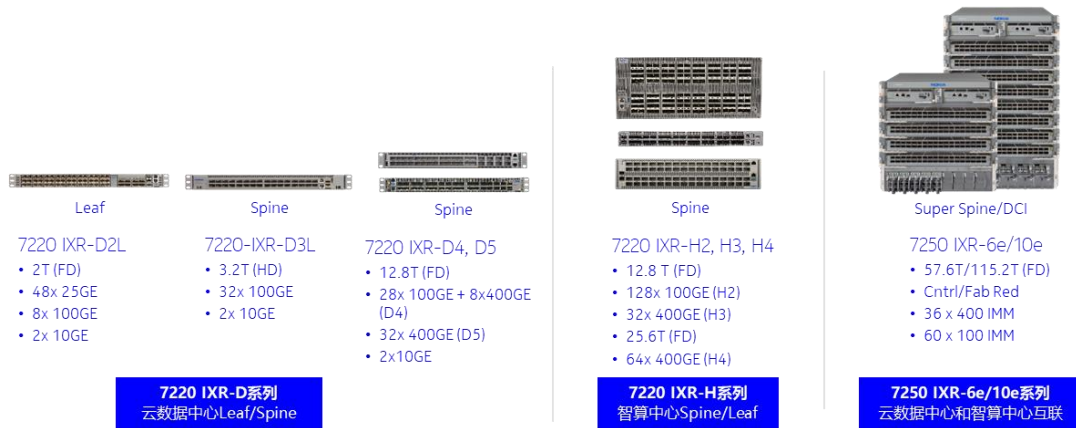 Leaf
7220 IXR-D2L
• 2T (FD)
• 48x 25GE
• 8x 100GE
• 2x 10GE
Spine
7220-IXR-D3L
• 3.2T (HD)
• 32x 100GE
• 2x 10GE
Spine
7220 IXR-D4, D5
• 12.8T (FD)
• 28x 100GE + 8x400GE
(D4)
• 32x 400GE (D5)
• 2x10GE
7220 IXR-D系列
云数据中心Leaf/Spine
Spine
7220 IXR-H2, H3, H4
• 12.8 T (FD)
• 128x 100GE (H2)
• 32x 400GE (H3)
• 25.6T (FD)
• 64x 400GE (H4)
7220 IXR-H系列
智算中心Spine/Leaf
NOKIA
Super Spine/DCI
7250 IXR-6e/10e
• 57.6T/115.2T (FD)
• Cntrl/Fab Red
• 36 x 400 IMM
• 60 x 100 IMM
7250 IXR-6e/10e系列
云数据中心和智算中心互联